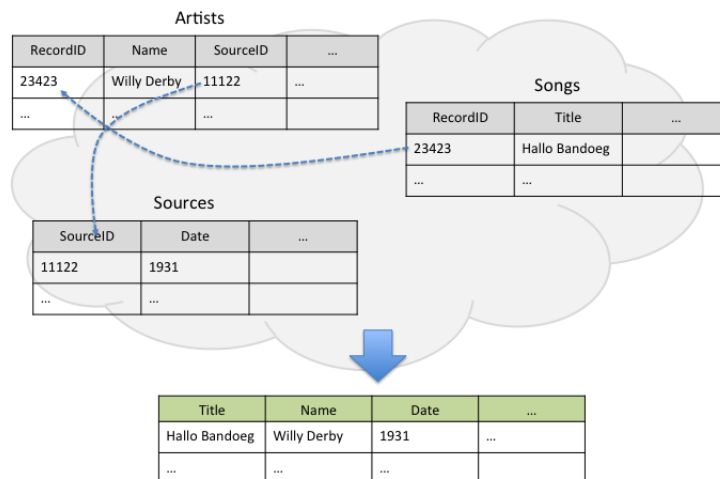 Artists
RecordID Name SourceID ...
23423 Willy Derby 11122 ...
... ... ...
Songs
RecordID Title ...
23423 Hallo Bandoeg
... ...
Sources
SourceID Date ...
11122 1931
... ...
Title Name Date ...
Hallo Bandoeg Willy Derby 1931 ...
... ... ... ...